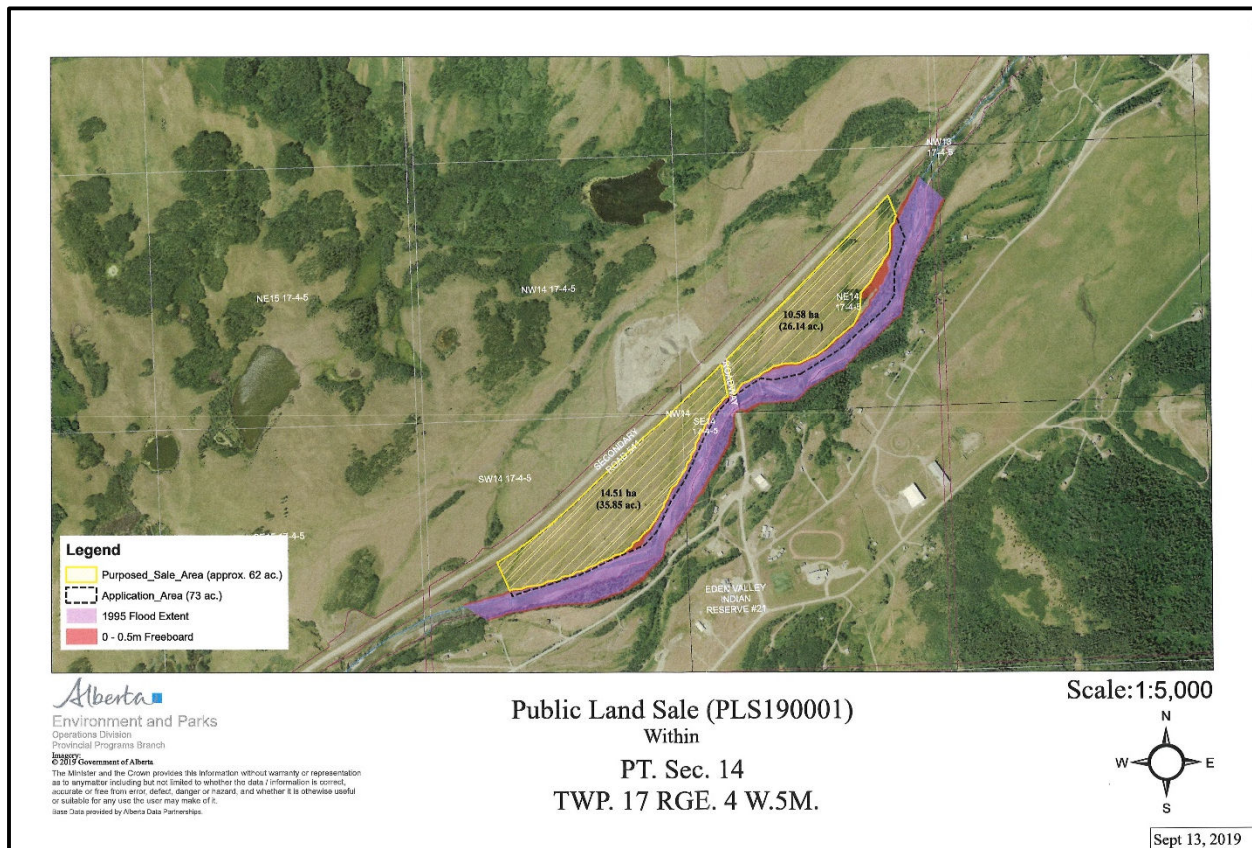 NW13
17-4-5
NE15 17-4-5
NW14 17-4-5
NE14
17-4-5
10.58 ha
(26.14 ac.)
ROADWAY
NW14
SE14
17-4-5
SECONDARY
ROAD 541
SW14 17-4-5
14.51 ha
(35.85 ac.)
SE15 17-4-5
EDEN VALLEY
INDIAN
RESERVE #21
Legend
Purposed_Sale_Area (approx. 62 ac.)
Application_Area (73 ac.)
1995 Flood Extent
0 - 0.5m Freeboard
Alberta
Environment and Parks
Operations Division
Provincial Programs Branch
Imagery:
© 2019 Government of Alberta
The Minister and the Crown provides this information without warranty or representation
as to anymatter including but not limited to whether the data / information is correct,
accurate or free from error, defect, danger or hazard, and whether it is othewise useful
or suitable for any use the user may make of it.
Base Data provided by Alberta Data Partnerships.
Public Land Sale (PLS190001)
Within
PT. Sec. 14
TWP. 17 RGE. 4 W.5M.
Scale:1:5,000
N
W E
S
Sept 13, 2019